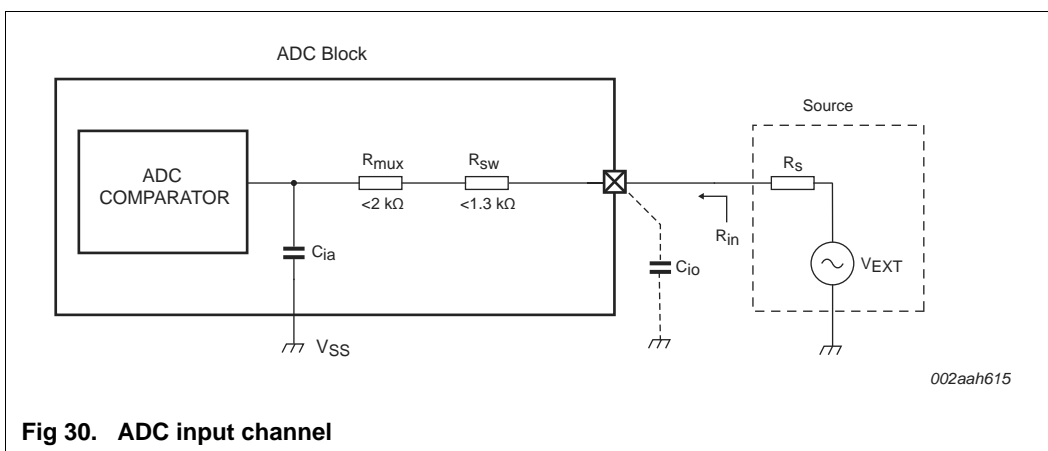 ADC Block
Source
ADC
COMPARATOR
Rmux
<2 kΩ
Rsw
<1.3 kΩ
Rs
Rin
Cia
Cio
VEXT
VSS
002aah615
Fig 30. ADC input channel